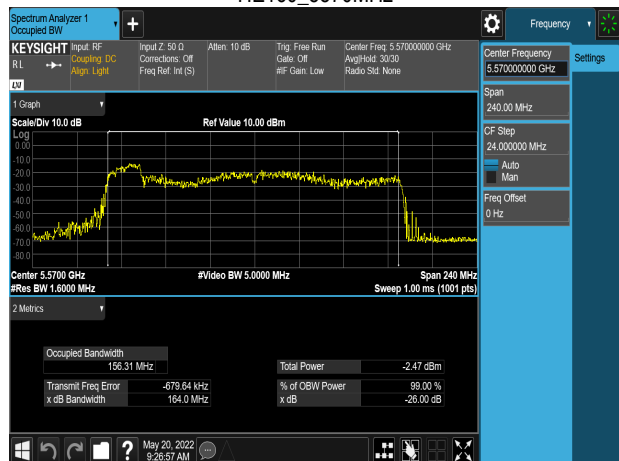 Spectrum Analyzer 1
Occupied BW
Frequency
KEYSIGHT
Input: RF
Input Z: 50 Ω
Atten: 10 dB
Trig: Free Run
Center Freq: 5.570000000 GHz
RL
Coupling: DC
Corrections: Off
Gate: Off
Avg|Hold: 30/30
Align: Light
Freq Ref: Int (S)
#IF Gain: Low
Radio Std: None
LXI
Center Frequency
5.570000000 GHz
Settings
Span
240.00 MHz
CF Step
24.000000 MHz
Auto
Man
Freq Offset
0 Hz
1 Graph
Scale/Div 10.0 dB
Ref Value 10.00 dBm
Log
0.00
-10.0
-20.0
-30.0
-40.0
-50.0
-60.0
-70.0
-80.0
Center 5.5700 GHz
#Video BW 5.0000 MHz
Span 240 MHz
#Res BW 1.6000 MHz
Sweep 1.00 ms (1001 pts)
2 Metrics
Occupied Bandwidth
156.31 MHz
Total Power
-2.47 dBm
Transmit Freq Error
-679.64 kHz
% of OBW Power
99.00 %
x dB Bandwidth
164.0 MHz
x dB
-26.00 dB
May 20, 2022
9:26:57 AM